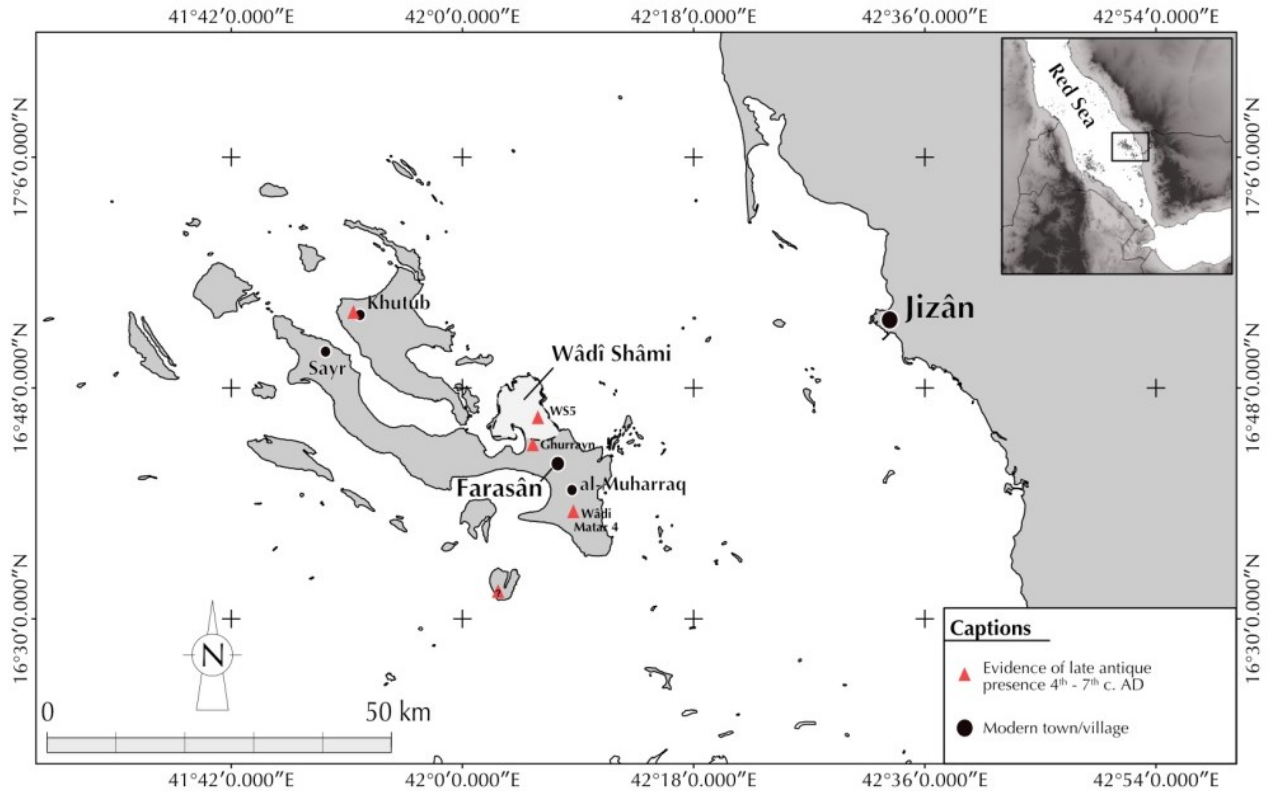 41°42′0.000″E
42°0′0.000″E
42°18′0.000″E
42°36′0.000″E
42°54′0.000″E
Red Sea
17°6′0.000″N
17°6′0.000″N
Khutub
Jizân
Sayr
Wâdî Shâmi
16°48′0.000″N
16°48′0.000″N
WS5
Ghurrayn
Farasân
al-Muharraq
Wâdi
Matar 4
?
16°30′0.000″N
16°30′0.000″N
N
Captions
Evidence of late antique
presence 4th - 7th c. AD
Modern town/village
0
50 km
41°42′0.000″E
42°0′0.000″E
42°18′0.000″E
42°36′0.000″E
42°54′0.000″E